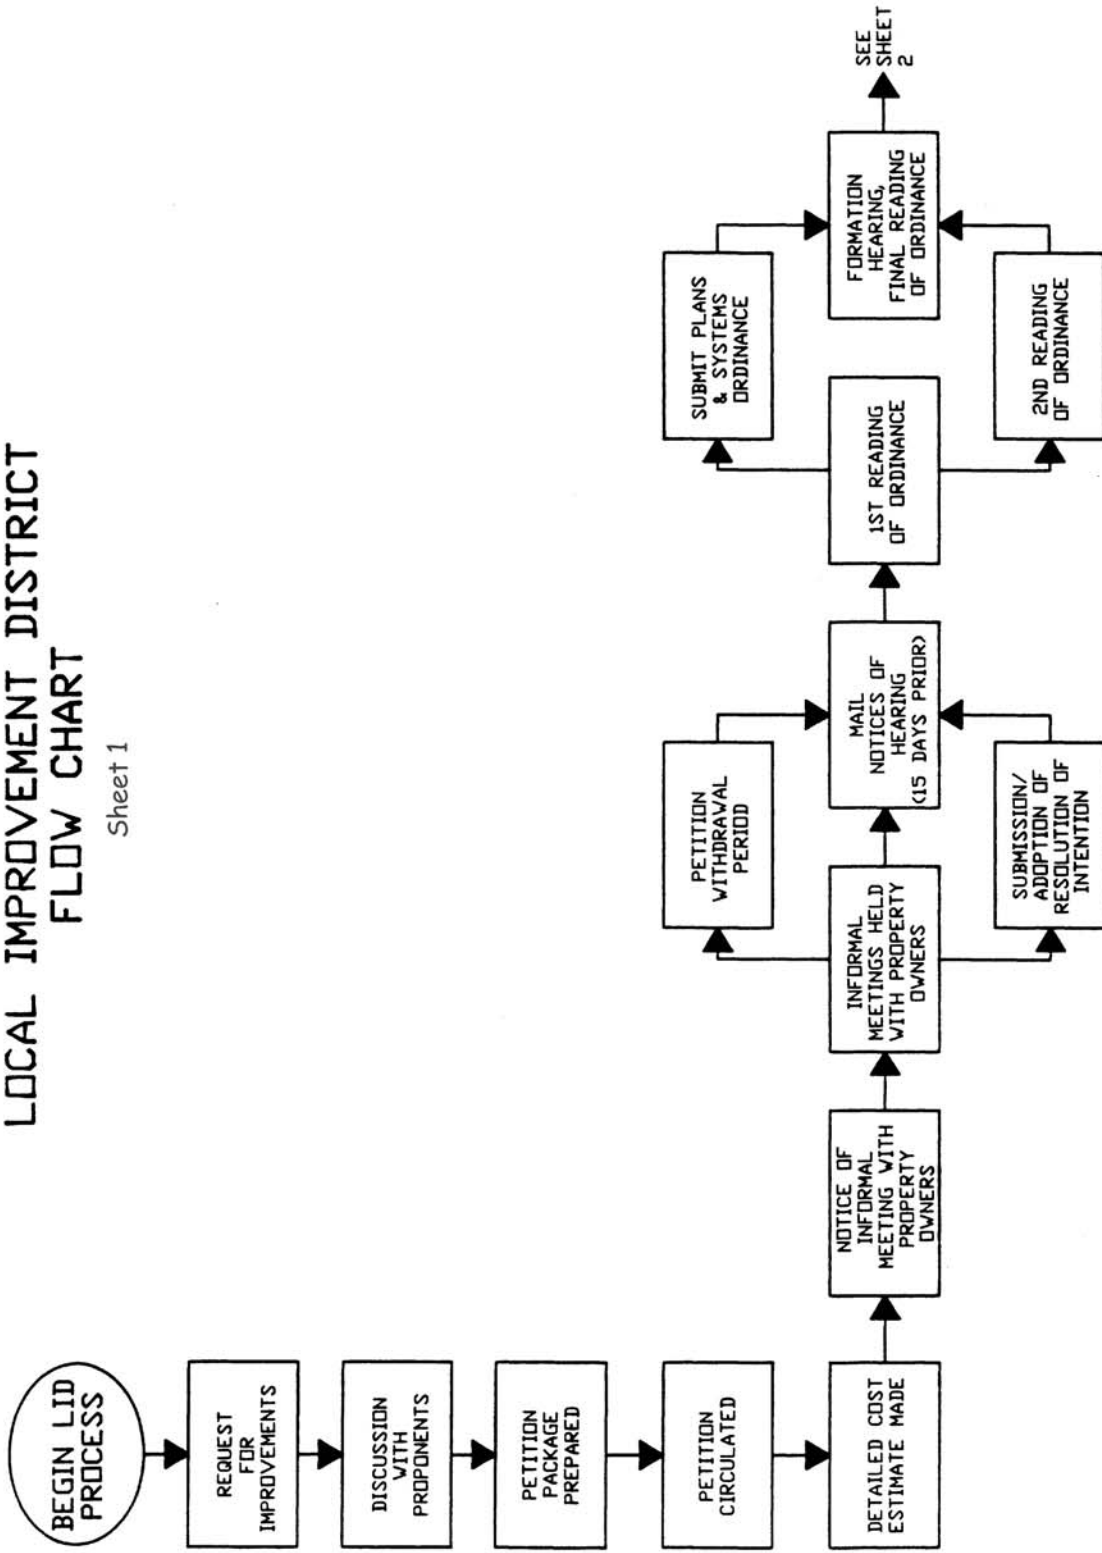 LOCAL IMPROVEMENT DISTRICT
FLOW CHART
Sheet 1
BEGIN LID
PROCESS
REQUEST
FOR
IMPROVEMENTS
DISCUSSION
WITH
PROPONENTS
PETITION
PACKAGE
PREPARED
PETITION
CIRCULATED
DETAILED COST
ESTIMATE MADE
NOTICE OF
INFORMAL
MEETING WITH
PROPERTY
OWNERS
INFORMAL
MEETINGS HELD
WITH PROPERTY
OWNERS
PETITION
WITHDRAWAL
PERIOD
SUBMISSION/
ADOPTION OF
RESOLUTION OF
INTENTION
MAIL
NOTICES OF
HEARING
(15 DAYS PRIOR)
1ST READING
OF ORDINANCE
SUBMIT PLANS
& SYSTEMS
ORDINANCE
2ND READING
OF ORDINANCE
FORMATION
HEARING,
FINAL READING
OF ORDINANCE
SEE
SHEET
2